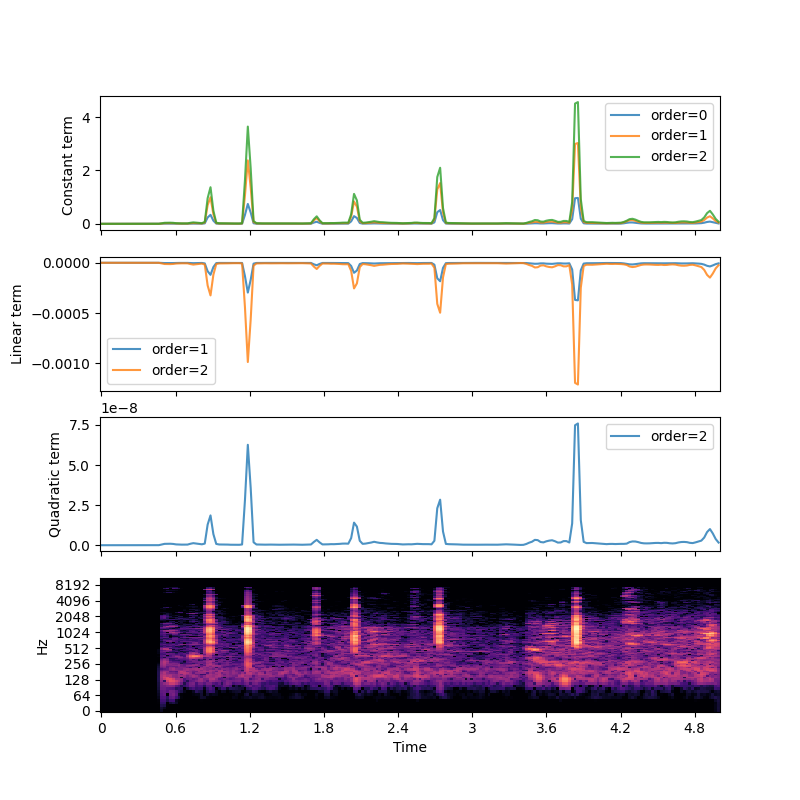 4
2
0
Constant term
order=0
order=1
order=2
0.0000
−0.0005
−0.0010
Linear term
order=1
order=2
1e−8
7.5
5.0
2.5
0.0
Quadratic term
order=2
8192
4096
2048
1024
512
256
128
64
0
Hz
0 0.6 1.2 1.8 2.4 3 3.6 4.2 4.8
Time